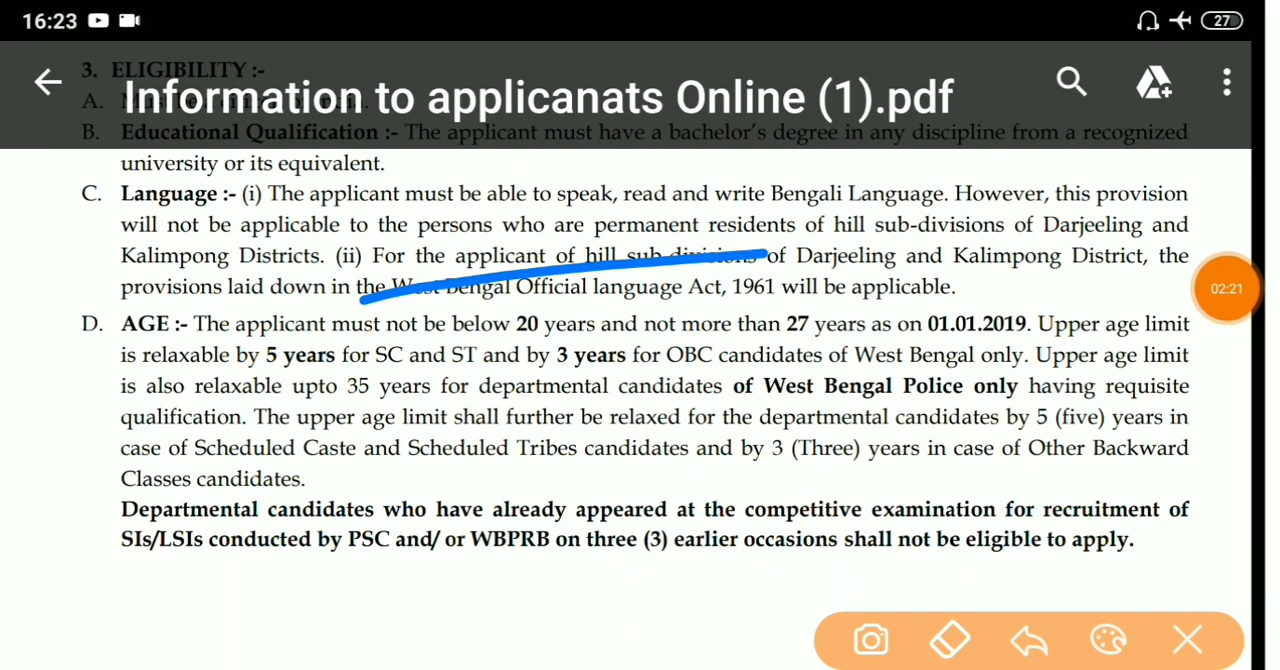 16:23
27
3. ELIGIBILITY :-
Information to applicanats Online (1).pdf
A.
B. Educational Qualification :- The applicant must have a bachelor's degree in any discipline from a recognized
university or its equivalent.
C. Language :- (i) The applicant must be able to speak, read and write Bengali Language. However, this provision
will not be applicable to the persons who are permanent residents of hill sub-divisions of Darjeeling and
Kalimpong Districts. (ii) For the applicant of hill sub-divisions of Darjeeling and Kalimpong District, the
provisions laid down in the West Bengal Official language Act, 1961 will be applicable.
02:21
D. AGE :- The applicant must not be below 20 years and not more than 27 years as on 01.01.2019. Upper age limit
is relaxable by 5 years for SC and ST and by 3 years for OBC candidates of West Bengal only. Upper age limit
is also relaxable upto 35 years for departmental candidates of West Bengal Police only having requisite
qualification. The upper age limit shall further be relaxed for the departmental candidates by 5 (five) years in
case of Scheduled Caste and Scheduled Tribes candidates and by 3 (Three) years in case of Other Backward
Classes candidates.
Departmental candidates who have already appeared at the competitive examination for recruitment of
SIs/LSIs conducted by PSC and/ or WBPRB on three (3) earlier occasions shall not be eligible to apply.